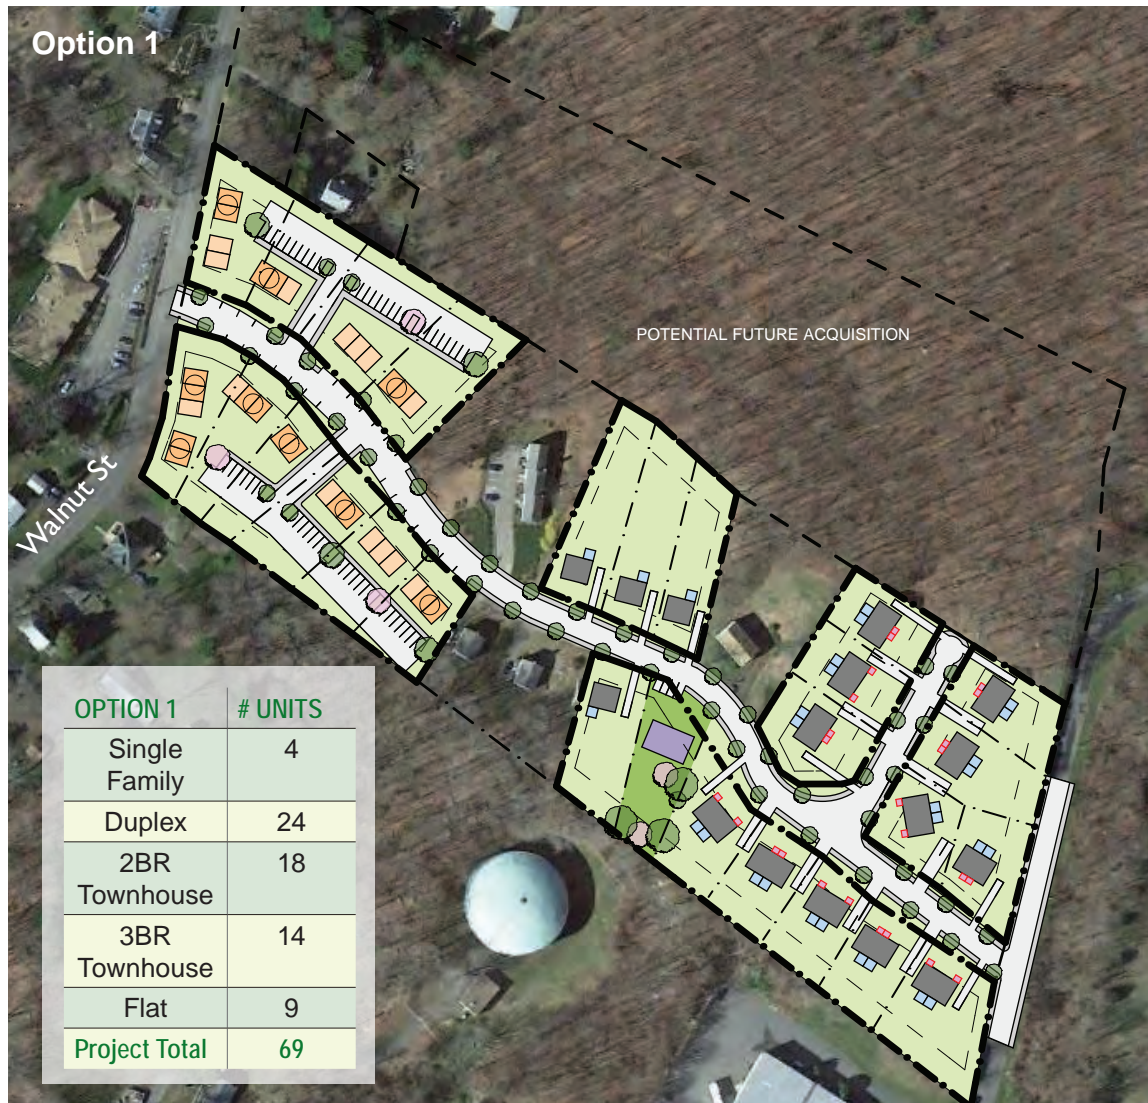 Option 1
POTENTIAL FUTURE ACQUISITION
Walnut St
OPTION 1 # UNITS
Single
Family 4
Duplex 24
2BR
Townhouse 18
3BR
Townhouse 14
Flat 9
Project Total 69